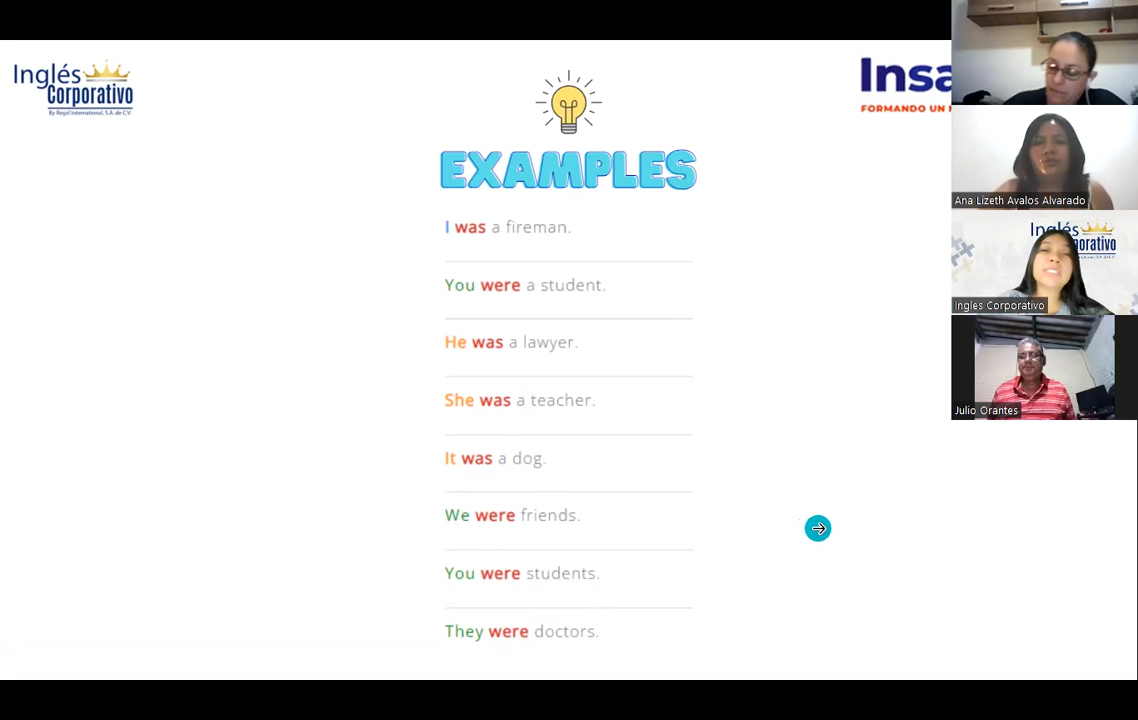 Inglés
Corporativo
By Regal International, S.A. de C.V.
Insa
FORMANDO UN
EXAMPLES
I was a fireman.
You were a student.
He was a lawyer.
She was a teacher.
It was a dog.
We were friends.
You were students.
They were doctors.
Ana Lizeth Avalos Alvarado
Inglés
orativo
Ingles Corporativo
Julio Orantes